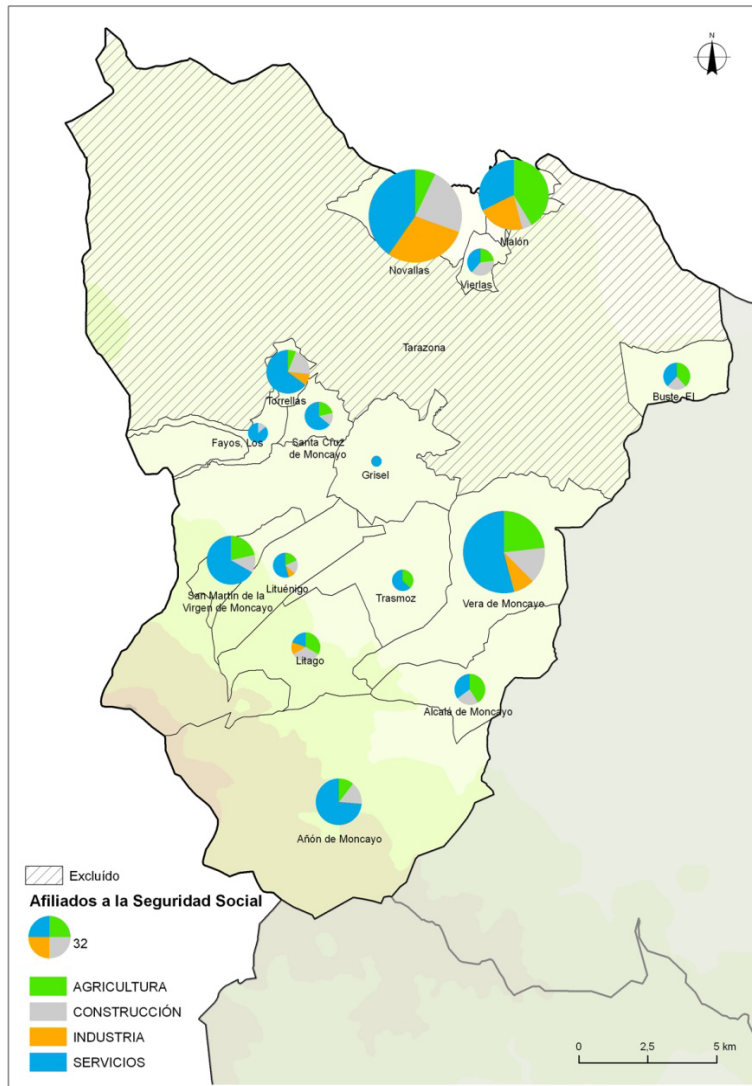 N
Novallas
Malón
Vierlas
Tarazona
Buste, El
Torrellas
Fayos, Los
Santa Cruz
de Moncayo
Grisel
San Martín de la
Virgen de Moncayo
Lituénigo
Trasmoz
Vera de Moncayo
Litago
Alcalá de Moncayo
Añón de Moncayo
Excluído
Afiliados a la Seguridad Social
32
AGRICULTURA
CONSTRUCCIÓN
INDUSTRIA
SERVICIOS
0 2,5 5 km